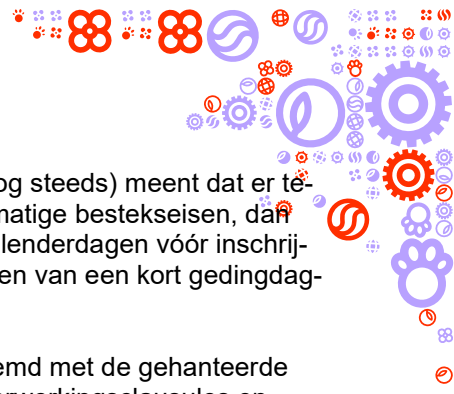 og steeds) meent dat er te-
matige bestekseisen, dan
lenderdagen vóór inschrij-
en van een kort gedingdag-
emd met de gehanteerde